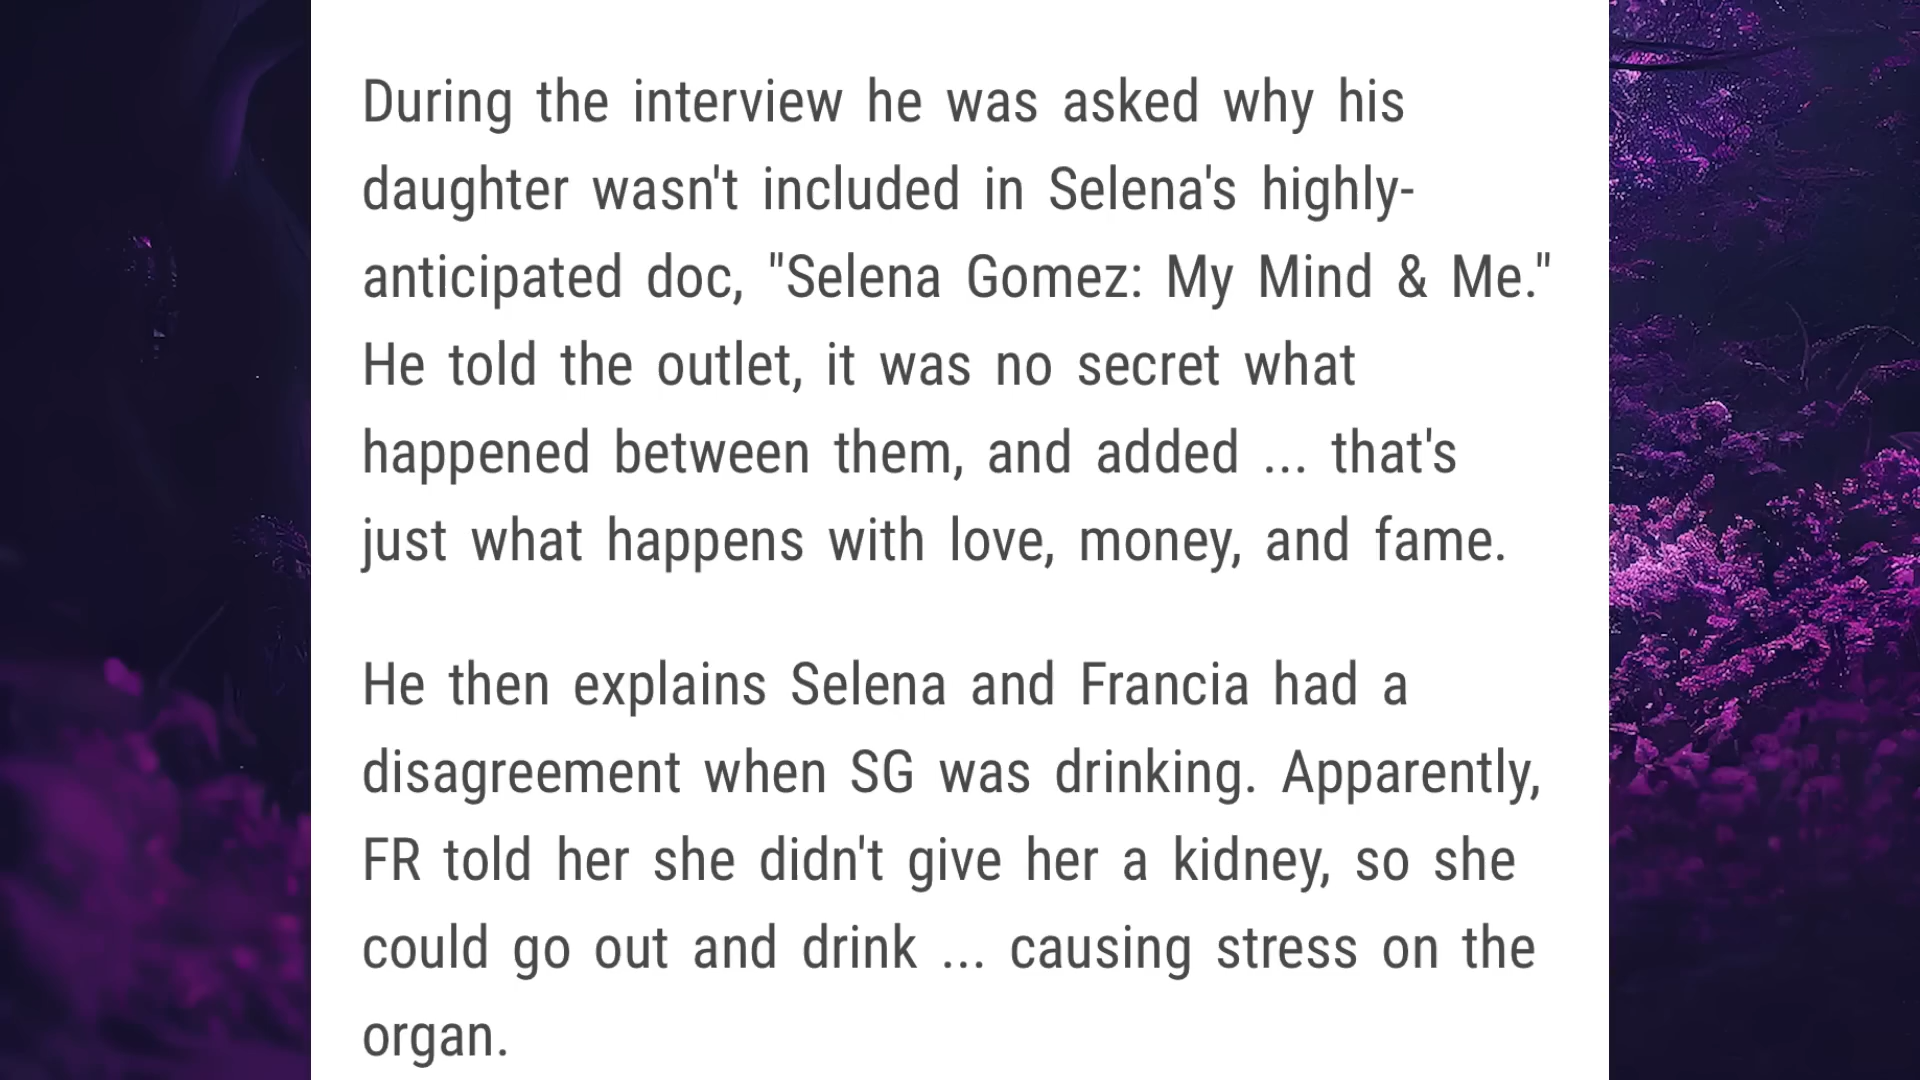 During the interview he was asked why his
daughter wasn't included in Selena's highly-
anticipated doc, "Selena Gomez: My Mind & Me."
He told the outlet, it was no secret what
happened between them, and added ... that's
just what happens with love, money, and fame.
He then explains Selena and Francia had a
disagreement when SG was drinking. Apparently,
FR told her she didn't give her a kidney, so she
could go out and drink ... causing stress on the
organ.